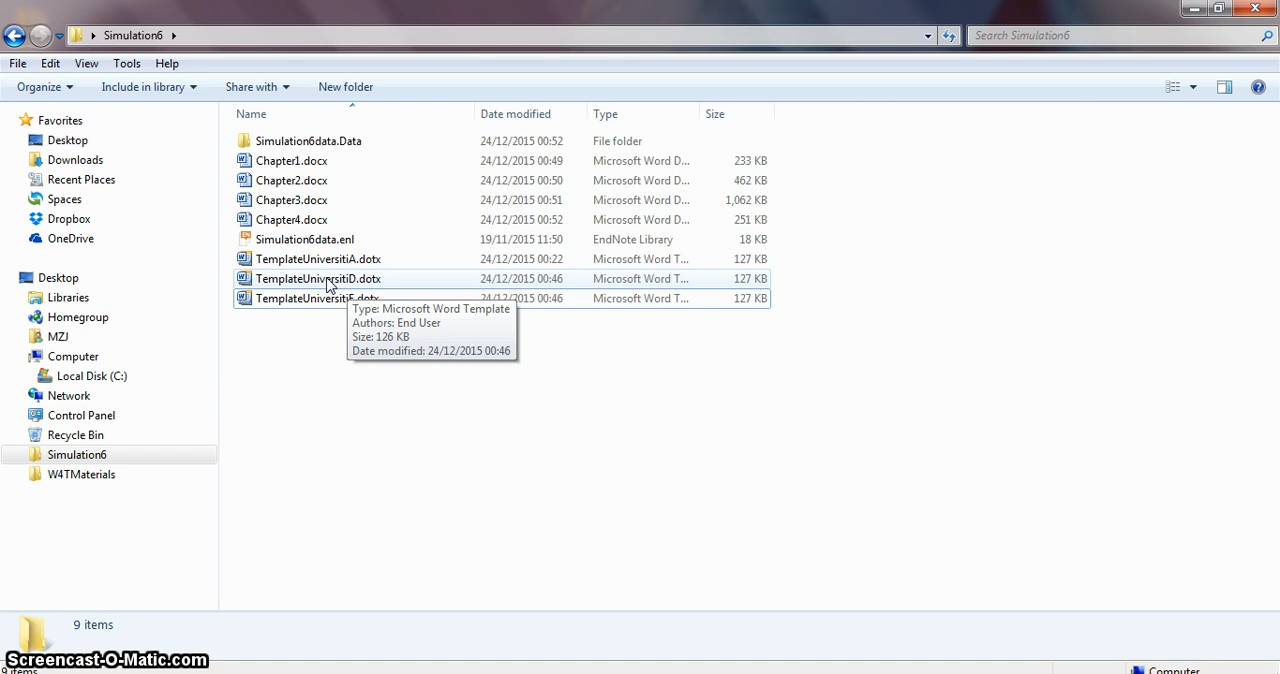 Simulation6
Search Simulation6
File Edit View Tools Help
Organize Include in library Share with New folder
Name Date modified Type Size
Favorites
Desktop
Downloads
Recent Places
Spaces
Dropbox
OneDrive
Desktop
Libraries
Homegroup
MZJ
Computer
Local Disk (C:)
Network
Control Panel
Recycle Bin
Simulation6
W4TMaterials
Simulation6data.Data 24/12/2015 00:52 File folder
Chapter1.docx 24/12/2015 00:49 Microsoft Word D... 233 KB
Chapter2.docx 24/12/2015 00:50 Microsoft Word D... 462 KB
Chapter3.docx 24/12/2015 00:51 Microsoft Word D... 1,062 KB
Chapter4.docx 24/12/2015 00:52 Microsoft Word D... 251 KB
Simulation6data.enl 19/11/2015 11:50 EndNote Library 18 KB
TemplateUniversitiA.dotx 24/12/2015 00:22 Microsoft Word T... 127 KB
TemplateUniversitiD.dotx 24/12/2015 00:46 Microsoft Word T... 127 KB
24/12/2015 00:46 Microsoft Word T... 127 KB
Type: Microsoft Word Template
Authors: End User
Size: 126 KB
Date modified: 24/12/2015 00:46
9 items
Screencast-O-Matic.com
9 items
Computer